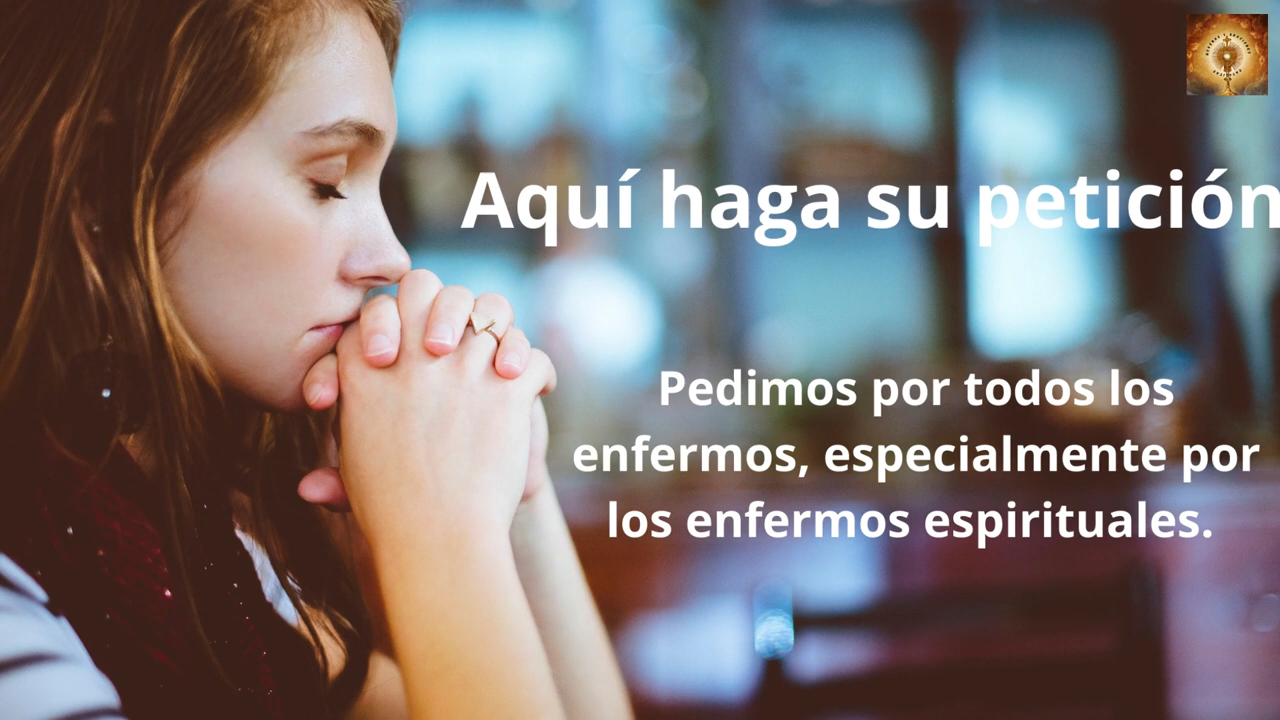 Aquí haga su petición
Pedimos por todos los
enfermos, especialmente por
los enfermos espirituales.